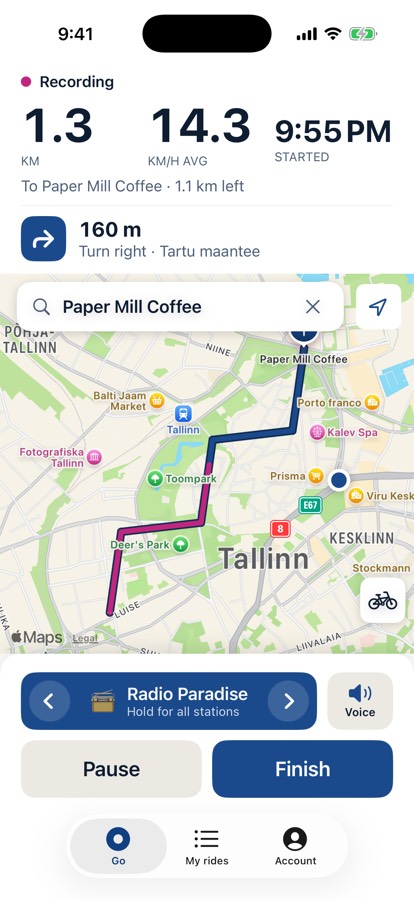 9:41
Recording
1.3
14.3
9:55 PM
KM
KM/H AVG
STARTED
To Paper Mill Coffee · 1.1 km left
160 m
Turn right · Tartu maantee
Paper Mill Coffee
PÕHJA-
TALLINN
NIINE
Paper Mill Coffee
Balti Jaam
Market
Porto franco
Tallinn
Kalev Spa
Fotografiska
Tallinn
Toompark
Prisma
Viru Kesk
E67
8
Deer's Park
KESKLINN
Tallinn
Stockmann
LUISE
Maps
Legal
LIIVALAIA
Radio Paradise
Hold for all stations
Voice
Pause
Finish
Go
My rides
Account